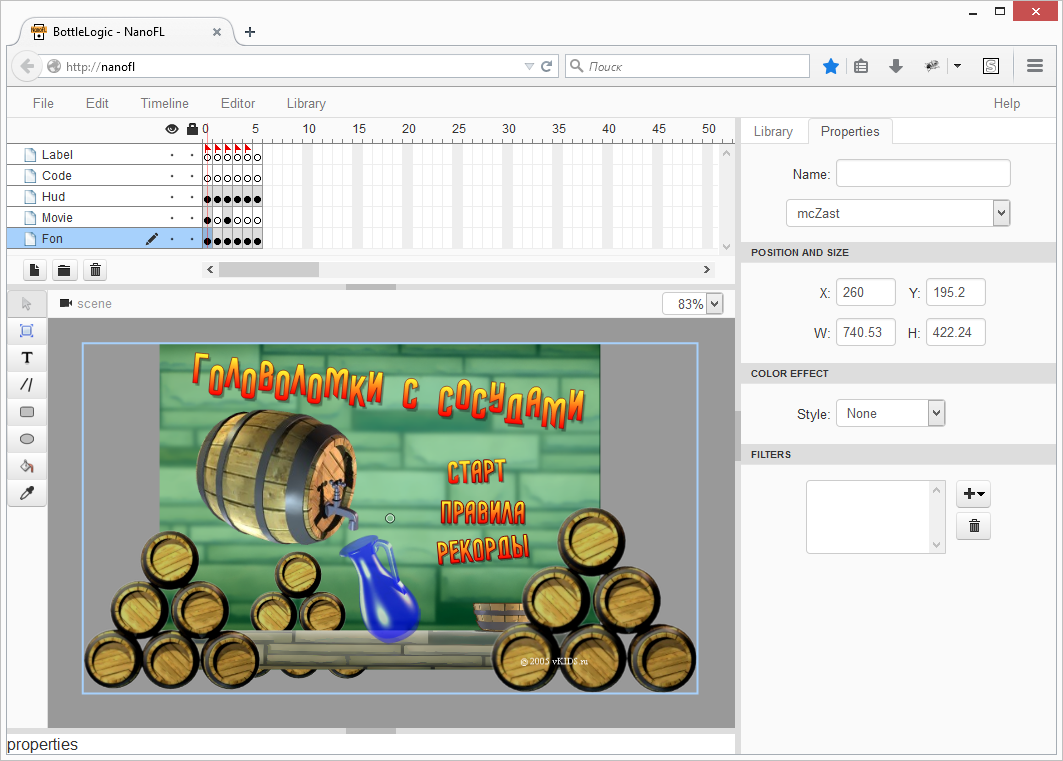 BottleLogic - NanoFL
http://nanofl
Поиск
File Edit Timeline Editor Library Help
0 5 10 15 20 25 30 35 40 45 50
Label
Code
Hud
Movie
Fon
Library Properties
Name:
mcZast
POSITION AND SIZE
X: 260 Y: 195.2
W: 740.53 H: 422.24
COLOR EFFECT
Style: None
FILTERS
scene
83%
T
ГОЛОВОЛОМКИ С СОСУДАМИ
СТАРТ
ПРАВИЛА
РЕКОРДЫ
© 2005 vKIDS.ru
properties